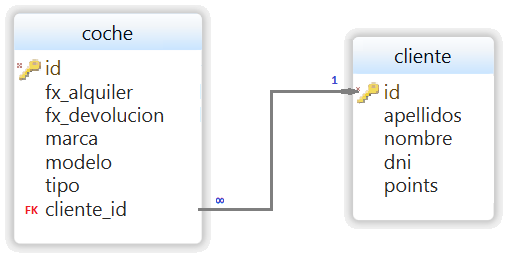 coche
id
fx_alquiler
fx_devolucion
marca
modelo
tipo
FK cliente_id
∞
1
cliente
id
apellidos
nombre
dni
points